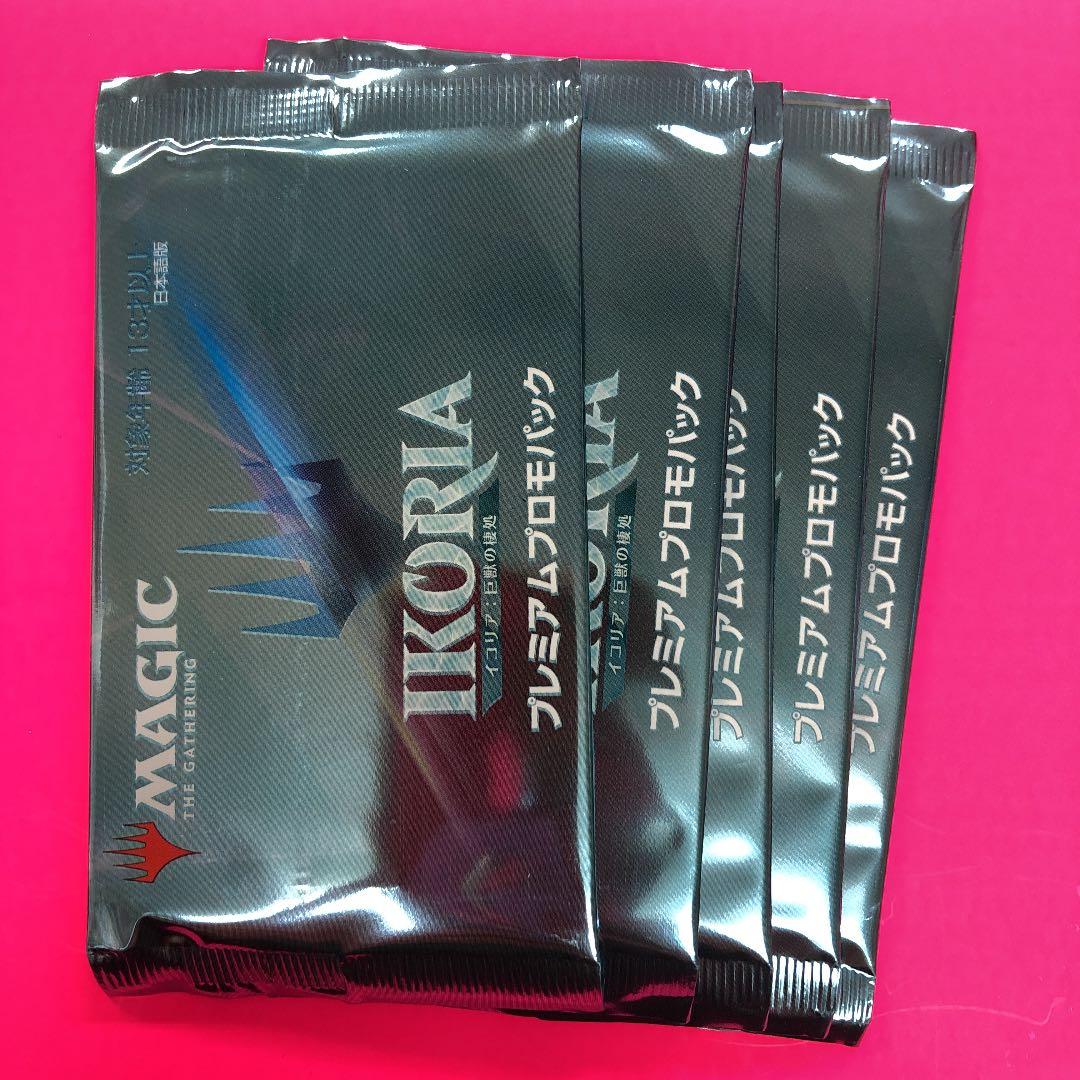 MAGIC
THE GATHERING
対象年齢 13才以上
日本語版
IKORIA
イコリア:巨獣の棲処
プレミアムプロモパック
イコリア:巨獣の棲処
プレミアムプロモパック
プレミアムプロモパック
プレミアムプロモパック
プレミアムプロモパック